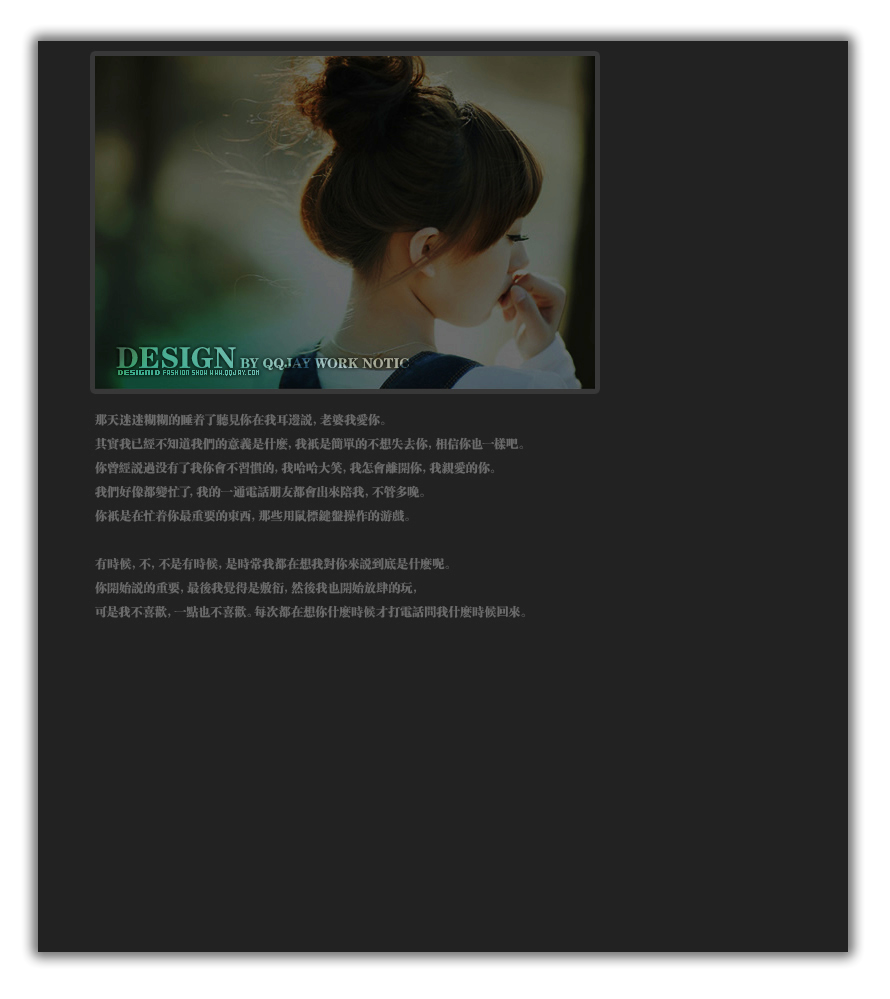 DESIGN BY QQJAY WORK NOTIC
DESIGNID FASHION SHOW WWW.QQJAY.COM
那天迷迷糊糊的睡着了聽見你在我耳邊説, 老婆我愛你。
其實我已經不知道我們的意義是什麽, 我衹是簡單的不想失去你, 相信你也一樣吧。
你曾經説過没有了我你會不習慣的, 我哈哈大笑, 我怎會離開你, 我親愛的你。
我們好像都變忙了, 我的一通電話朋友都會出來陪我, 不管多晚。
你衹是在忙着你最重要的東西, 那些用鼠標鍵盤操作的游戲。
有時候, 不, 不是有時候, 是時常我都在想我對你來説到底是什麽呢。
你開始説的重要, 最後我覺得是敷衍, 然後我也開始放肆的玩,
可是我不喜歡, 一點也不喜歡。每次都在想你什麽時候才打電話問我什麽時候回來。